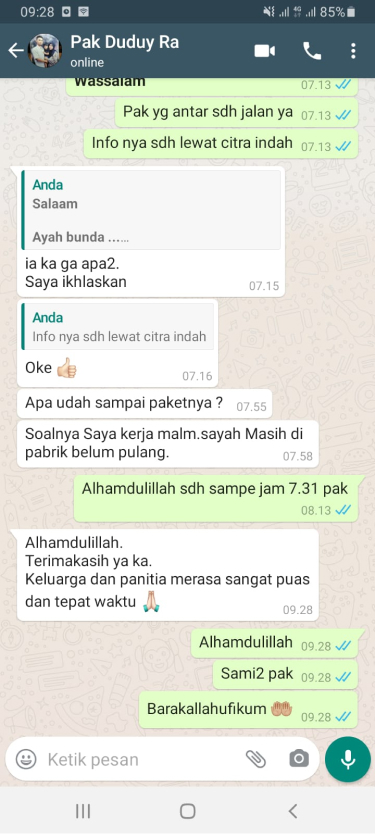 09:28
4G
85%
Pak Duduy Ra
online
Wassalam
07.13
Pak yg antar sdh jalan ya 07.13
Info nya sdh lewat citra indah 07.13
Anda
Salaam
Ayah bunda ......
ia ka ga apa2.
Saya ikhlaskan
07.15
Anda
Info nya sdh lewat citra indah
Oke 👍🏻
07.16
Apa udah sampai paketnya ? 07.55
Soalnya Saya kerja malm.sayah Masih di
pabrik belum pulang.
07.58
Alhamdulillah sdh sampe jam 7.31 pak
08.13
Alhamdulillah.
Terimakasih ya ka.
Keluarga dan panitia merasa sangat puas
dan tepat waktu 🙏🏻
09.28
Alhamdulillah 09.28
Sami2 pak 09.28
Barakallahufikum 🤲🏼 09.28
Ketik pesan